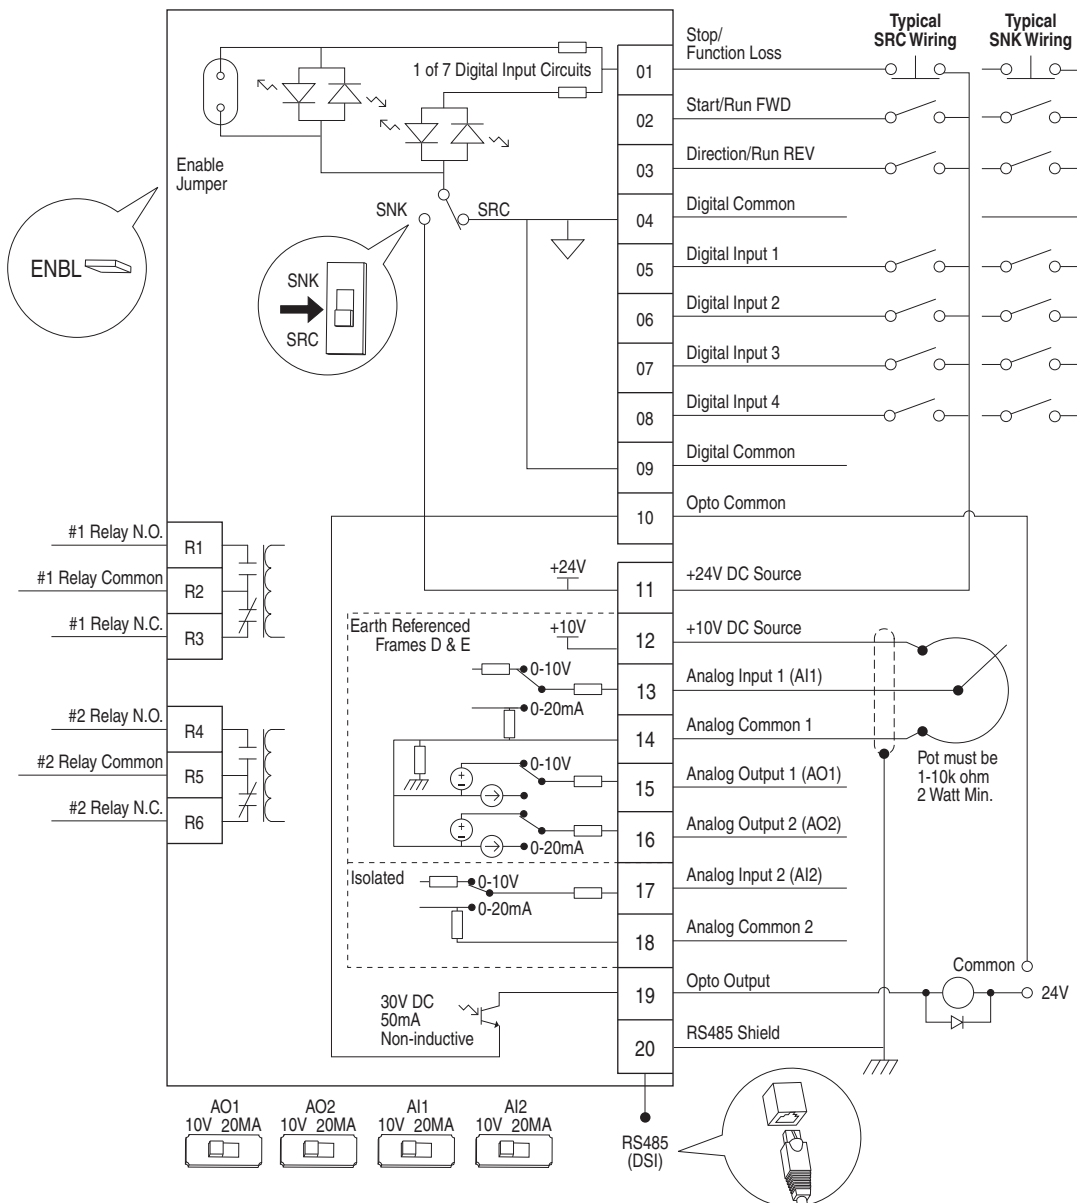 Typical
SRC Wiring
Typical
SNK Wiring
Stop/
Function Loss
1 of 7 Digital Input Circuits
01
Start/Run FWD
02
Enable
Jumper
Direction/Run REV
03
SNK
SRC
Digital Common
04
ENBL
SNK
SRC
Digital Input 1
05
Digital Input 2
06
Digital Input 3
07
Digital Input 4
08
Digital Common
09
Opto Common
10
#1 Relay N.O.
R1
#1 Relay Common
R2
#1 Relay N.C.
R3
+24V
11
+24V DC Source
Earth Referenced
Frames D & E
+10V
12
+10V DC Source
0-10V
13
Analog Input 1 (AI1)
0-20mA
14
Analog Common 1
Pot must be
1-10k ohm
2 Watt Min.
#2 Relay N.O.
R4
#2 Relay Common
R5
#2 Relay N.C.
R6
0-10V
15
Analog Output 1 (AO1)
16
Analog Output 2 (AO2)
0-20mA
Isolated
0-10V
17
Analog Input 2 (AI2)
0-20mA
18
Analog Common 2
Common
24V
30V DC
50mA
Non-inductive
19
Opto Output
20
RS485 Shield
AO1
10V 20MA
AO2
10V 20MA
AI1
10V 20MA
AI2
10V 20MA
RS485
(DSI)